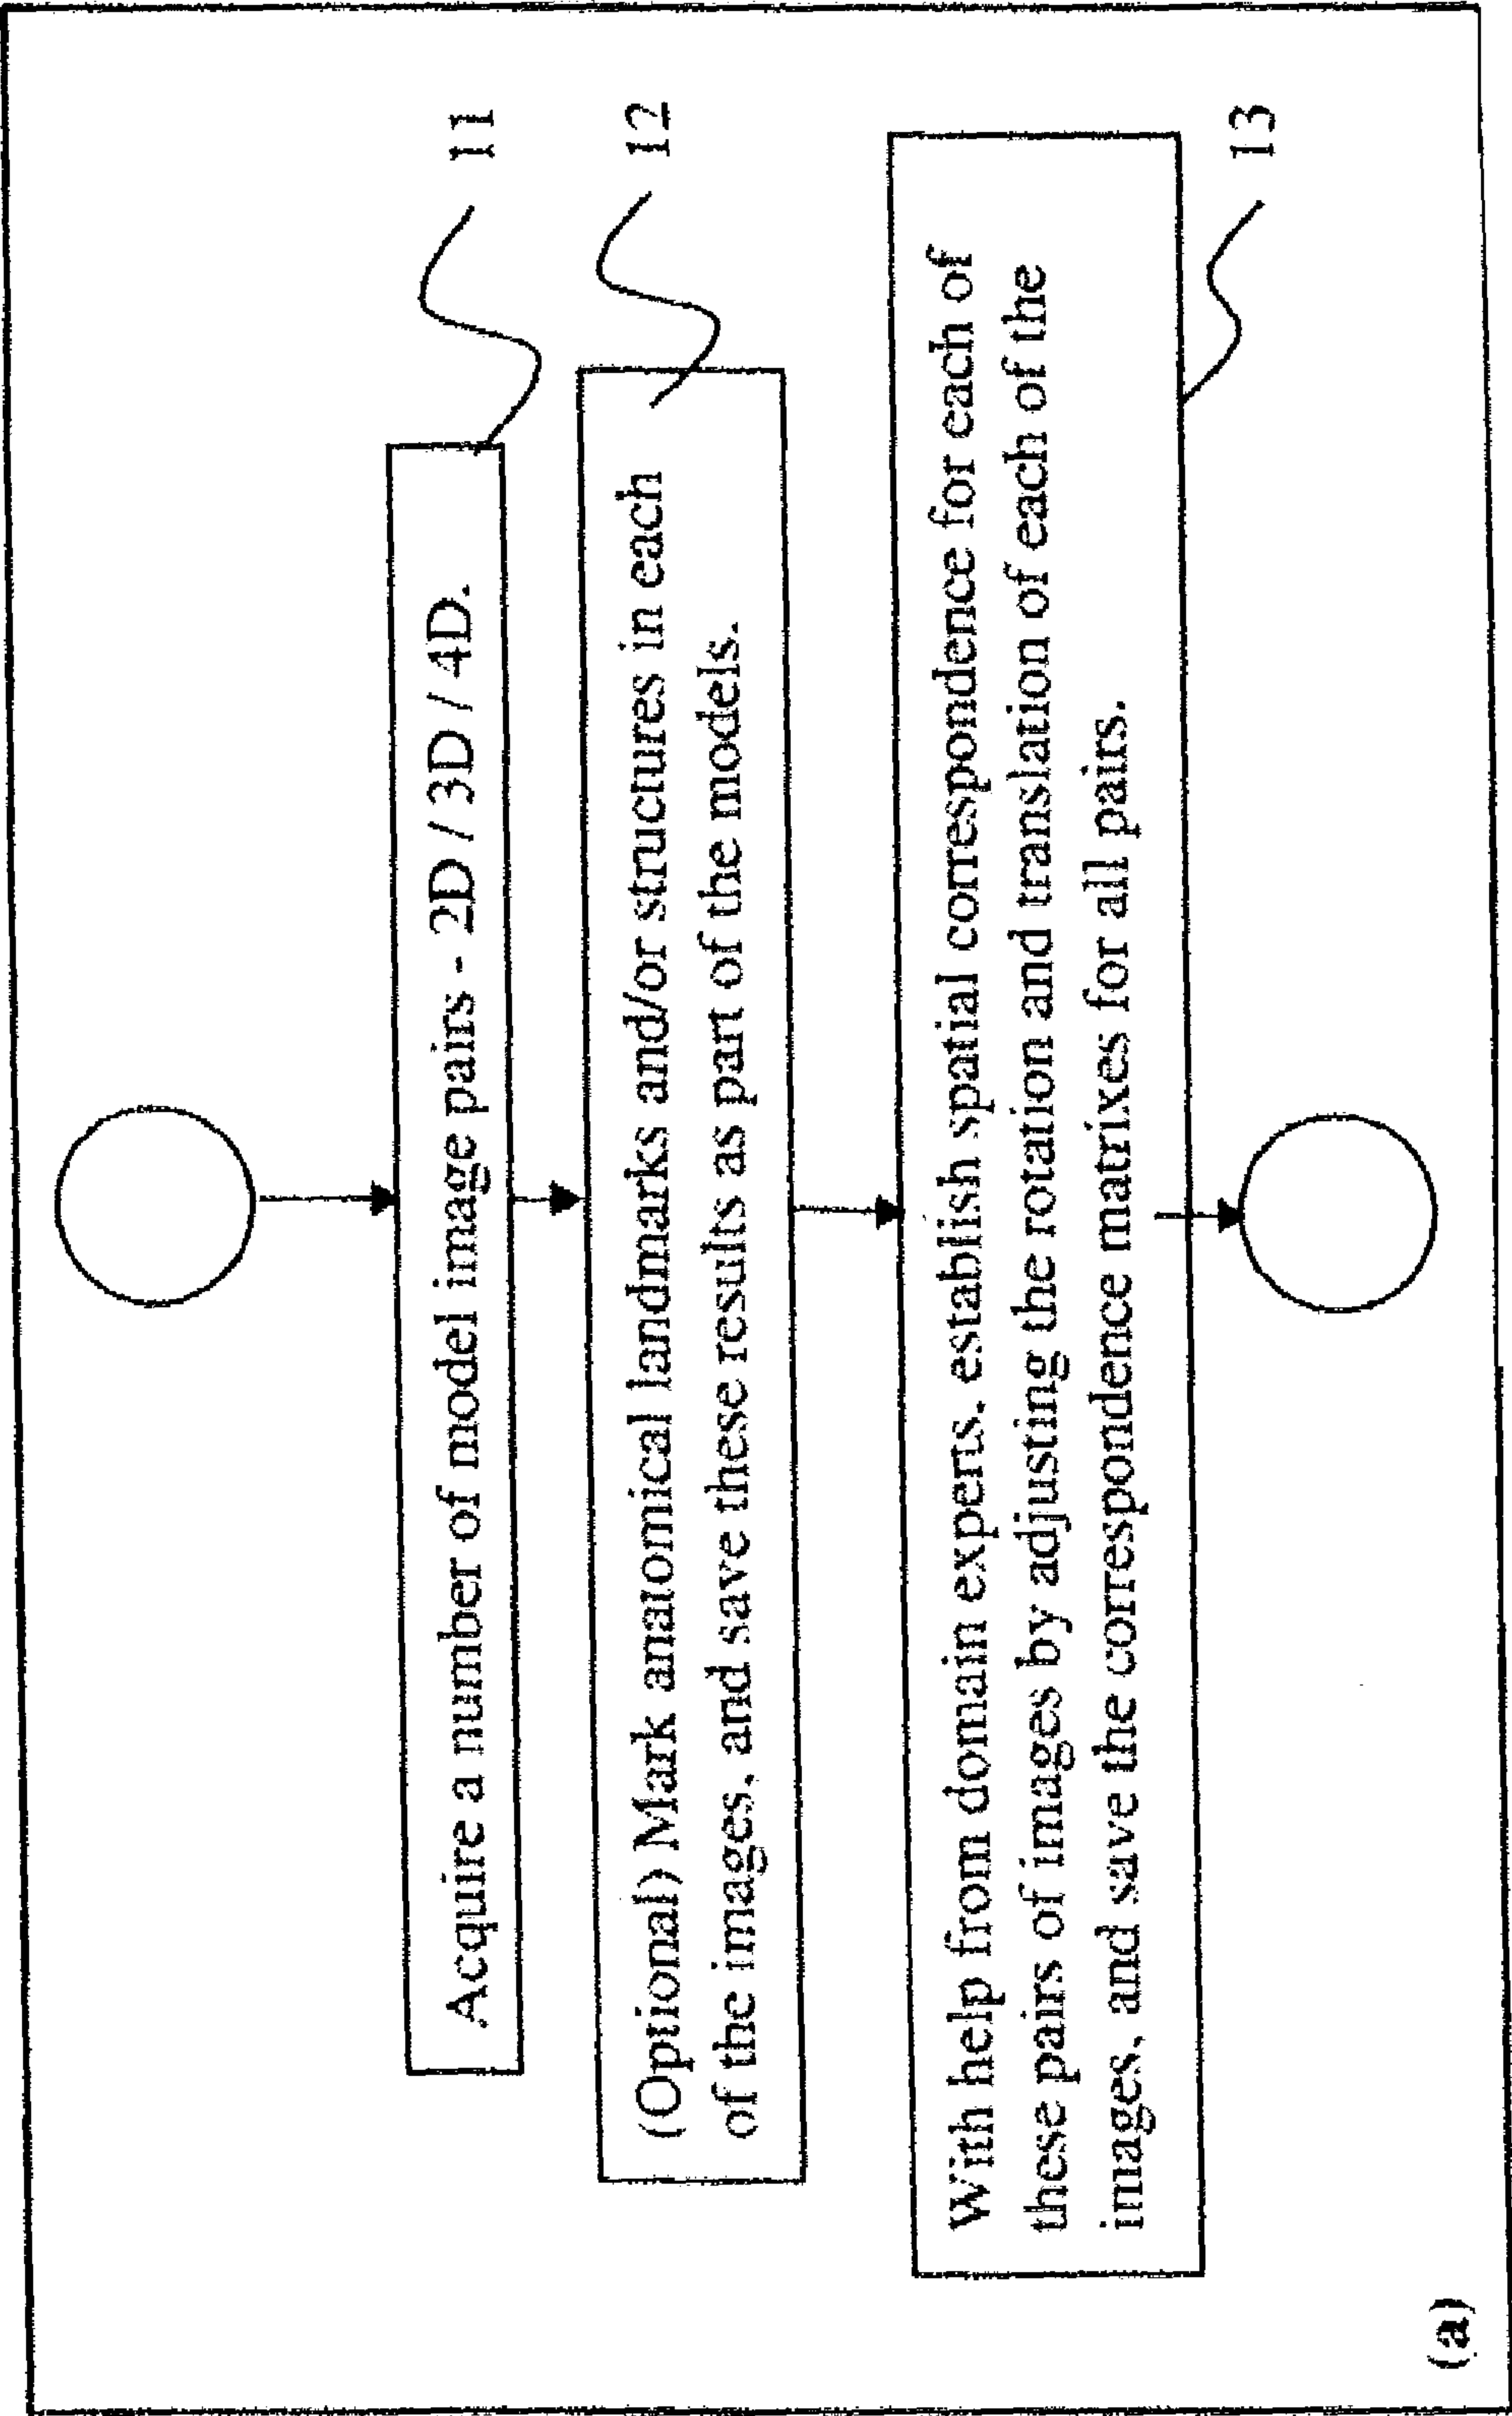 Acquire a number of model image pairs - 2D / 3D / 4D.
11
(Optional) Mark anatomical landmarks and/or structures in each
of the images, and save these results as part of the models.
12
With help from domain experts, establish spatial correspondence for each of
these pairs of images by adjusting the rotation and translation of each of the
images, and save the correspondence matrixes for all pairs.
13
(a)